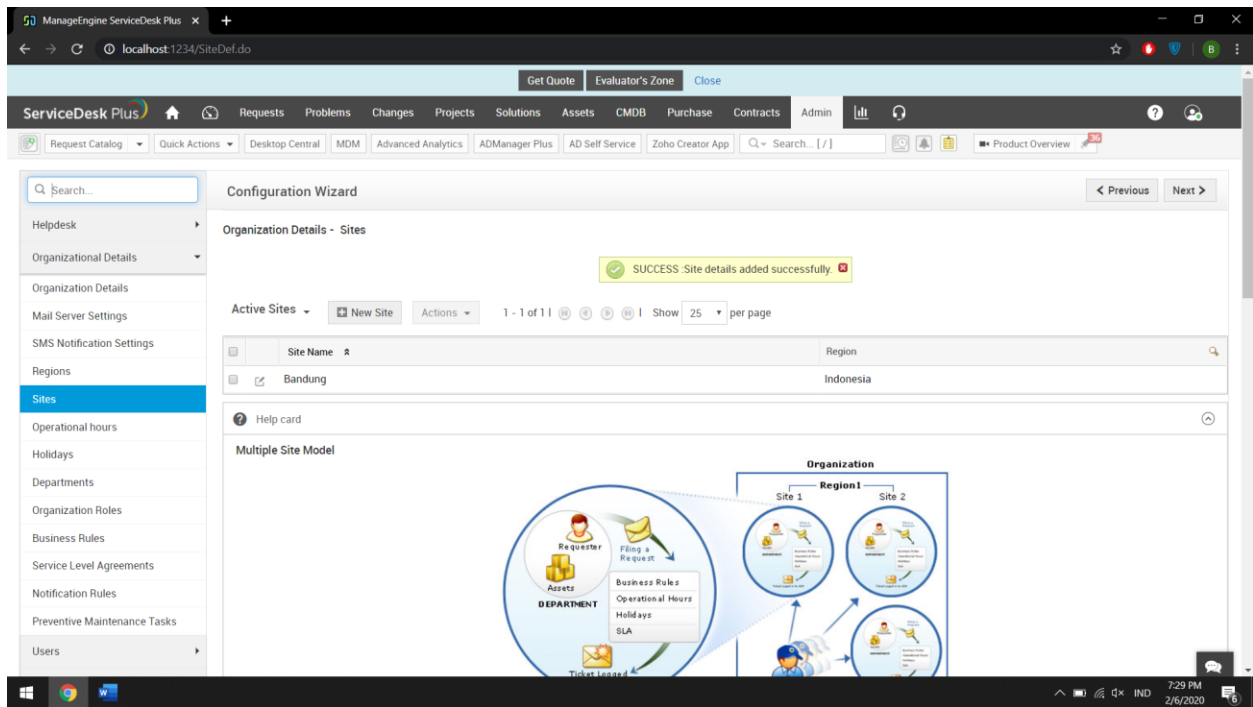 ManageEngine ServiceDesk Plus
localhost:1234/SiteDef.do
B
Get Quote Evaluator's Zone Close
ServiceDesk Plus Requests Problems Changes Projects Solutions Assets CMDB Purchase Contracts Admin
Request Catalog Quick Actions Desktop Central MDM Advanced Analytics ADManager Plus AD Self Service Zoho Creator App Search... [ / ] Product Overview 36
Search...
Configuration Wizard
Previous Next
Helpdesk
Organization Details - Sites
Organizational Details
SUCCESS :Site details added successfully.
Organization Details
Active Sites New Site Actions 1 - 1 of 1 Show 25 per page
Mail Server Settings
SMS Notification Settings
Site Name Region
Regions
Bandung Indonesia
Sites
Operational hours
Help card
Holidays
Multiple Site Model
Departments
Organization Roles
Business Rules
Service Level Agreements
Notification Rules
Preventive Maintenance Tasks
Users
Requester
Filing a
Request
Assets
DEPARTMENT
Business Rules
Operational Hours
Holidays
SLA
Ticket Logged
Organization
Region1
Site 1 Site 2
IND
7:29 PM
2/6/2020
6